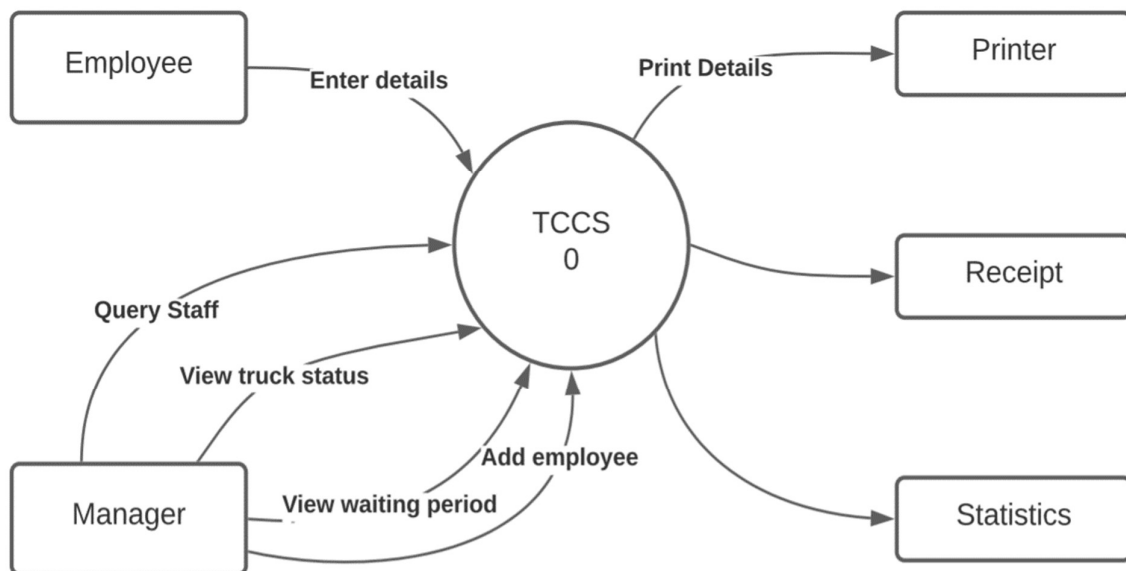 Employee
Enter details
Print Details
Printer
TCCS
0
Receipt
Query Staff
View truck status
Add employee
View waiting period
Manager
Statistics